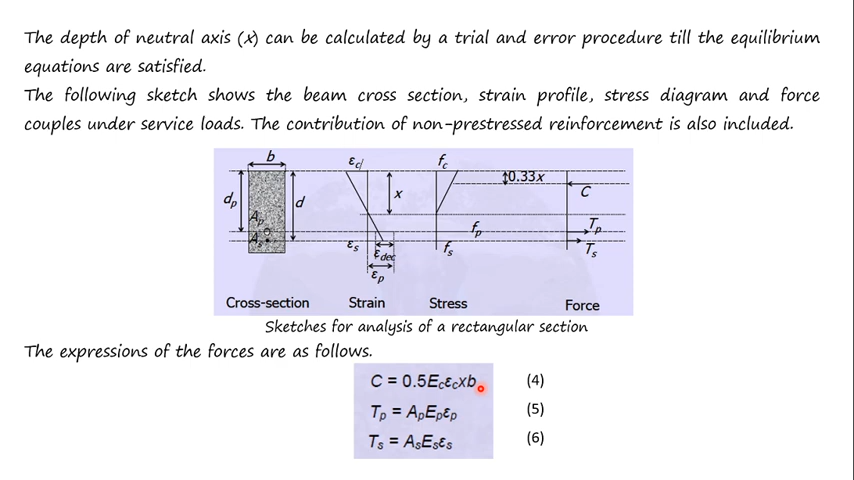 The depth of neutral axis (x) can be calculated by a trial and error procedure till the equilibrium
equations are satisfied.
The following sketch shows the beam cross section, strain profile, stress diagram and force
couples under service loads. The contribution of non-prestressed reinforcement is also included.
b εc fc 0.33x
C
dp d x
Ap fp Tp
As εs εdec fs Ts
εp
Cross-section Strain Stress Force
Sketches for analysis of a rectangular section
The expressions of the forces are as follows.
C = 0.5Ecεcxb (4)
Tp = ApEpεp (5)
Ts = AsEsεs (6)